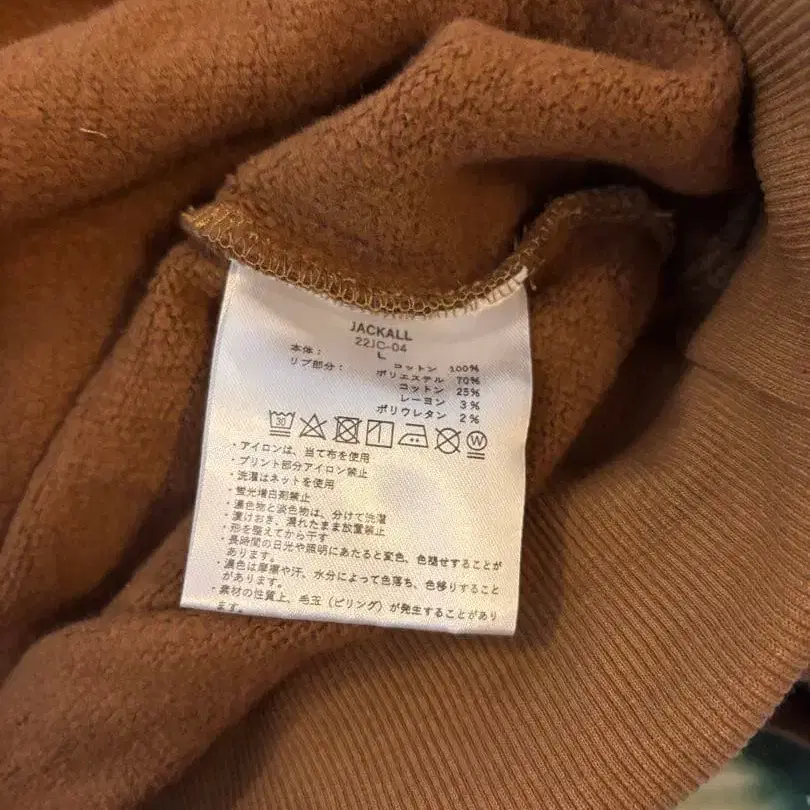 JACKALL
22JC-04
L
本体: コットン 100%
リブ部分: ポリエステル 70%
コットン 25%
レーヨン 3%
ポリウレタン 2%
30 W
・アイロンは、当て布を使用
・プリント部分アイロン禁止
・洗濯はネットを使用
・蛍光増白剤禁止
・濃色物と淡色物は、分けて洗濯
・漬けおき、濡れたまま放置禁止
・形を整えてから干す
・長時間の日光や照明にあたると変色、色褪せすることが
あります。
・濃色は摩擦や汗、水分によって色落ち、色移りすること
があります。
・素材の性質上、毛玉（ピリング）が発生することがあり
ます。